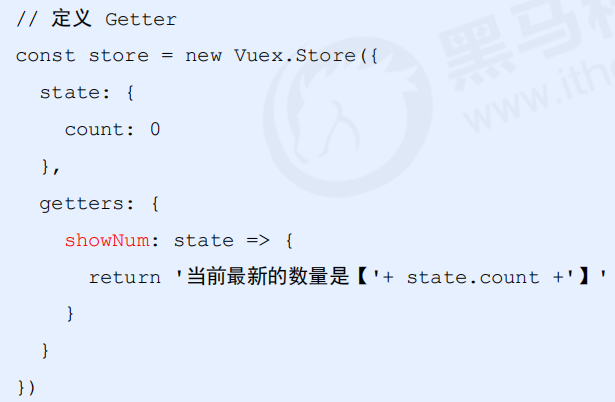 // 定义 Getter
const store = new Vuex.Store({
  state: {
    count: 0
  },
  getters: {
    showNum: state => {
      return '当前最新的数量是【'+ state.count +'】'
    }
  }
})
黑马
www.ithe